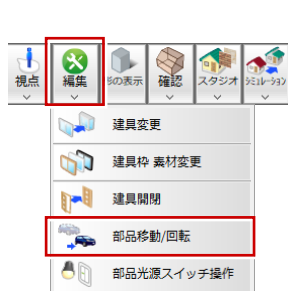 視点
編集
影の表示
確認
スタジオ
シミュレーション
建具変更
建具枠 素材変更
建具開閉
部品移動/回転
部品光源スイッチ操作